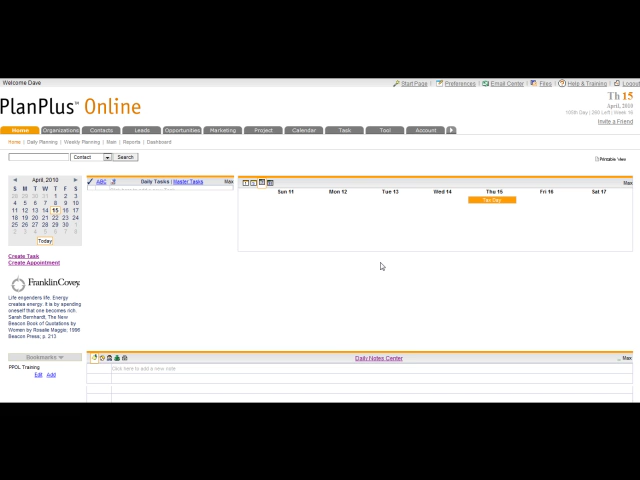 Welcome Dave
Start Page | Preferences | Email Center | Files | Help & Training | Logout
PlanPlus™ Online
Th 15
April, 2010
105th Day | 260 Left | Week 16
Invite a Friend
Home Organizations Contacts Leads Opportunities Marketing Project Calendar Task Tool Account
Home | Daily Planning | Weekly Planning | Main | Reports | Dashboard
Contact Search
Printable View
April, 2010
S M T W T F S
28 29 30 31 1 2 3
4 5 6 7 8 9 10
11 12 13 14 15 16 17
18 19 20 21 22 23 24
25 26 27 28 29 30 1
2 3 4 5 6 7 8
Today
ABC Daily Tasks | Master Tasks Max
Max
Sun 11 Mon 12 Tue 13 Wed 14 Thu 15 Fri 16 Sat 17
Tax Day
Create Task
Create Appointment
FranklinCovey
Life engenders life. Energy
creates energy. It is by spending
oneself that one becomes rich.
Sarah Bernhardt, The New
Beacon Book of Quotations by
Women by Rosalie Maggio; 1996
Beacon Press; p. 213
Bookmarks
PPOL Training
Edit Add
Daily Notes Center
Max
Click here to add a new note